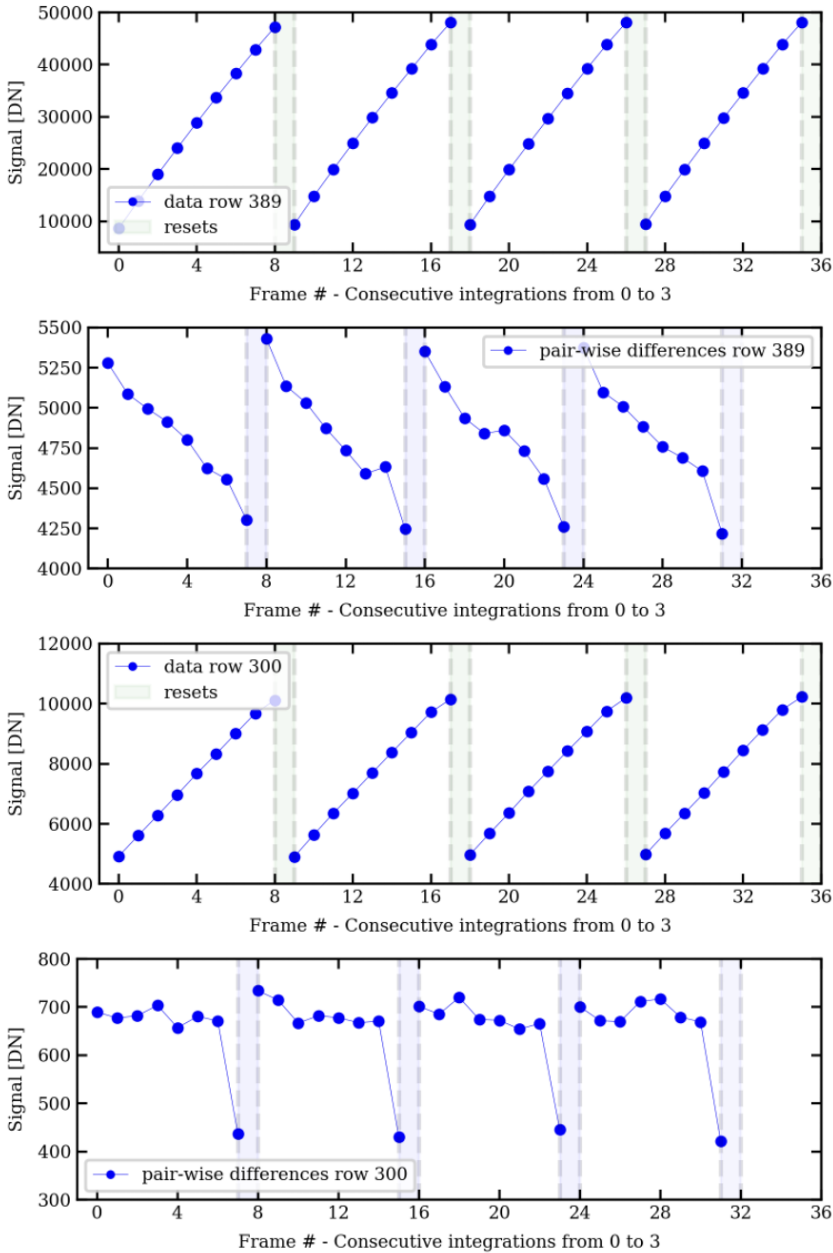 50000
40000
30000
20000
10000
Signal [DN]
data row 389
resets
0 4 8 12 16 20 24 28 32 36
Frame # - Consecutive integrations from 0 to 3
5500
5250
5000
4750
4500
4250
4000
Signal [DN]
pair-wise differences row 389
0 4 8 12 16 20 24 28 32 36
Frame # - Consecutive integrations from 0 to 3
12000
10000
8000
6000
4000
Signal [DN]
data row 300
resets
0 4 8 12 16 20 24 28 32 36
Frame # - Consecutive integrations from 0 to 3
800
700
600
500
400
300
Signal [DN]
pair-wise differences row 300
0 4 8 12 16 20 24 28 32 36
Frame # - Consecutive integrations from 0 to 3